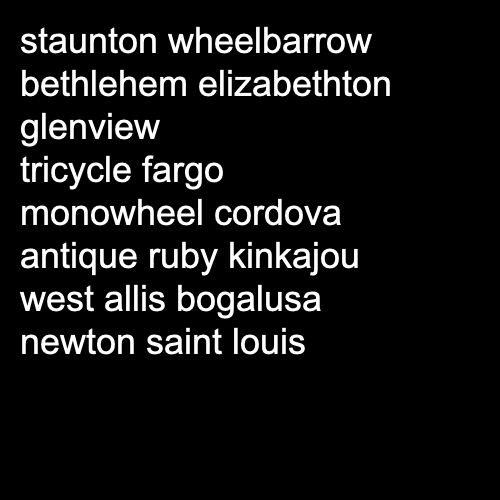 staunton wheelbarrow
bethlehem elizabethton
glenview
tricycle fargo
monowheel cordova
antique ruby kinkajou
west allis bogalusa
newton saint louis